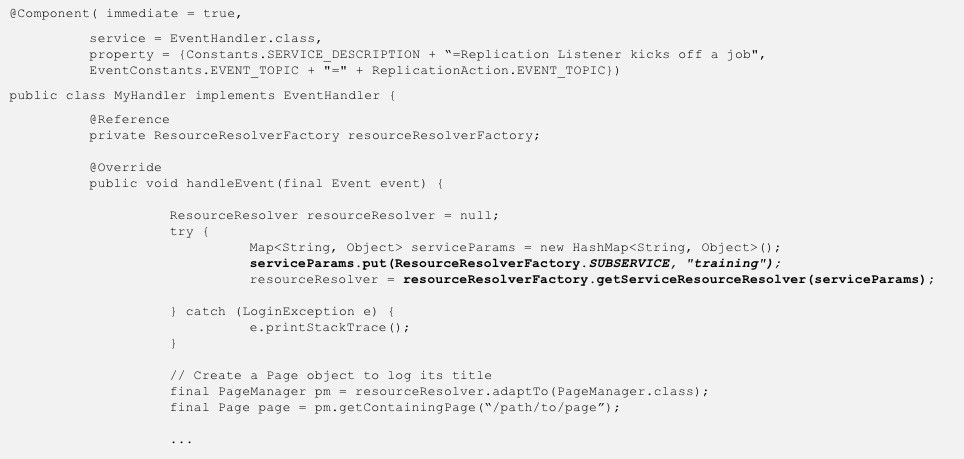 @Component( immediate = true,
service = EventHandler.class,
property = {Constants.SERVICE_DESCRIPTION + “=Replication Listener kicks off a job",
EventConstants.EVENT_TOPIC + "=" + ReplicationAction.EVENT_TOPIC})
public class MyHandler implements EventHandler {
@Reference
private ResourceResolverFactory resourceResolverFactory;
@Override
public void handleEvent(final Event event) {
ResourceResolver resourceResolver = null;
try {
Map<String, Object> serviceParams = new HashMap<String, Object>();
serviceParams.put(ResourceResolverFactory.SUBSERVICE, "training");
resourceResolver = resourceResolverFactory.getServiceResourceResolver(serviceParams);
} catch (LoginException e) {
e.printStackTrace();
}
// Create a Page object to log its title
final PageManager pm = resourceResolver.adaptTo(PageManager.class);
final Page page = pm.getContainingPage(“/path/to/page”);
...